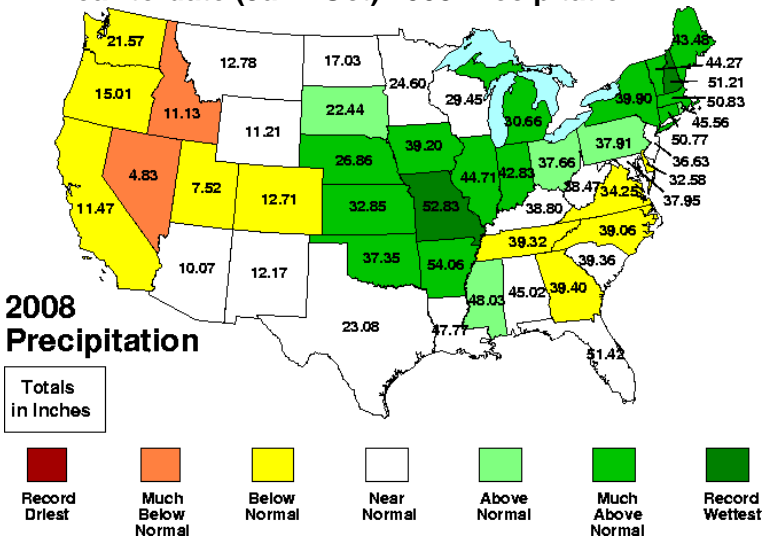 21.57
12.78
17.03
24.60
43.48
44.27
51.21
50.83
45.56
50.77
36.63
32.58
37.95
15.01
11.13
11.21
22.44
29.45
30.66
39.90
37.91
4.83
7.52
12.71
26.86
39.20
44.71
42.83
37.66
38.47
34.25
11.47
32.85
52.83
38.80
39.06
10.07
12.17
37.35
54.06
39.32
39.36
23.08
47.77
48.03
45.02
39.40
51.42
2008
Precipitation
Totals
in Inches
Record
Driest
Much
Below
Normal
Below
Normal
Near
Normal
Above
Normal
Much
Above
Normal
Record
Wettest